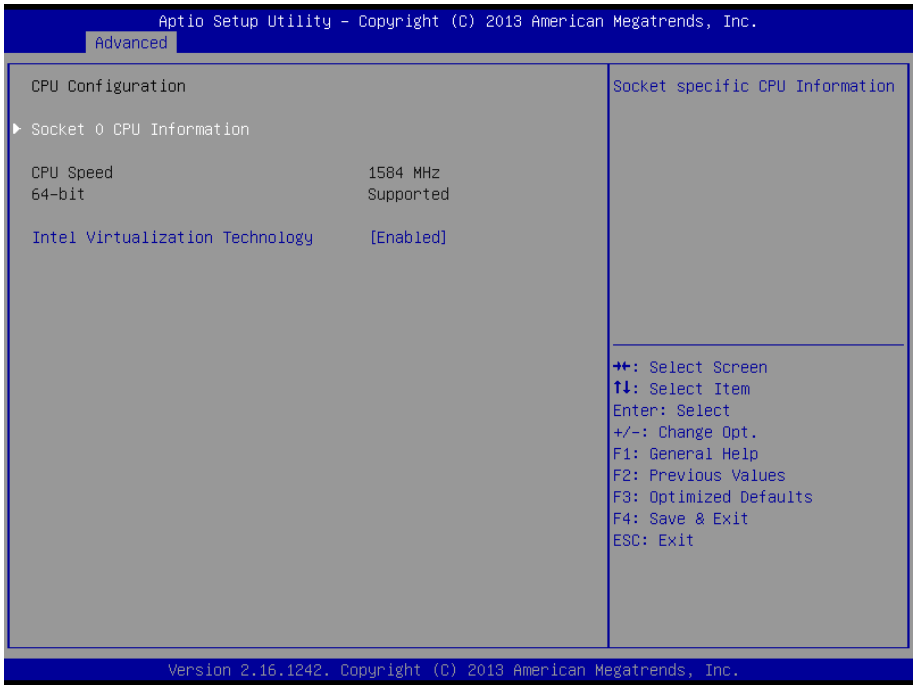 Aptio Setup Utility – Copyright (C) 2013 American Megatrends, Inc.
Advanced
CPU Configuration
Socket 0 CPU Information
CPU Speed 1584 MHz
64-bit Supported
Intel Virtualization Technology [Enabled]
Socket specific CPU Information
→←: Select Screen
↑↓: Select Item
Enter: Select
+/-: Change Opt.
F1: General Help
F2: Previous Values
F3: Optimized Defaults
F4: Save & Exit
ESC: Exit
Version 2.16.1242. Copyright (C) 2013 American Megatrends, Inc.